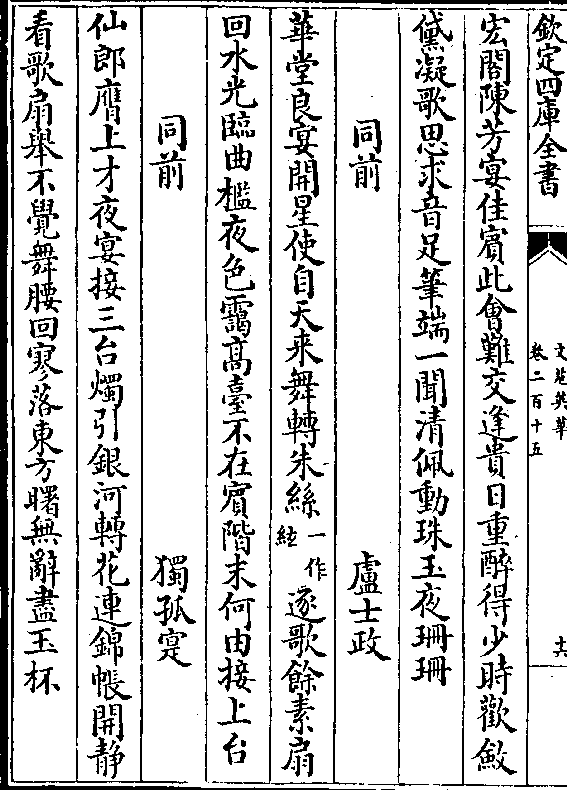 欽定四庫全書
文苑英華
卷二百十五
十六
宏閣陳芳宴佳賓此會難交逢貴日重醉得少時歡斂
黛凝歌思求音足筆端一聞清佩動珠玉夜珊珊
同前 盧士政
華堂良宴開星使自天来舞轉朱絲一作絃逐歌餘素扇
回水光臨曲檻夜色靄高臺不在賓階末何由接上台
同前 獨孤寔
仙郎膺上才夜宴接三台燭引銀河轉花連錦帳開静
看歌扇舉不覺舞腰回寥落東方曙無辭盡玉杯